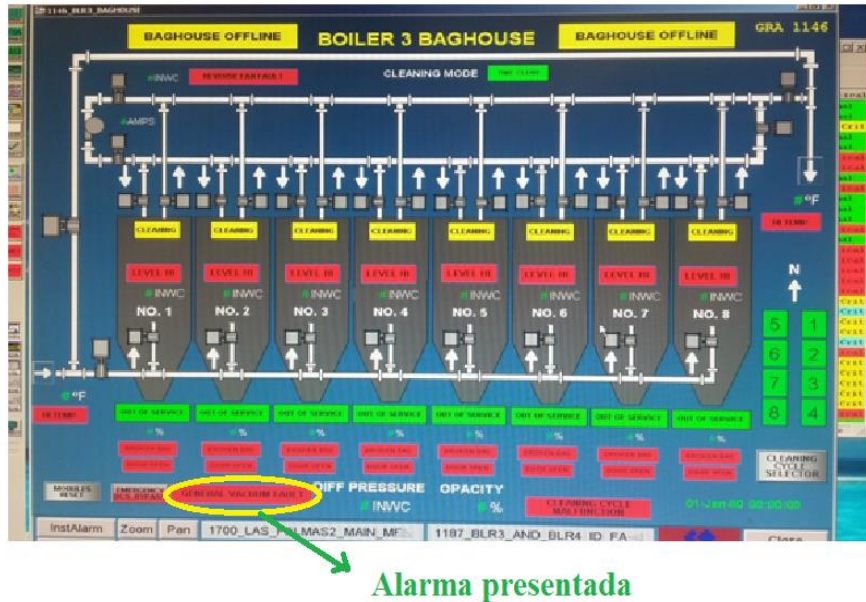 1146_BLR3_BAGHOUSE
BAGHOUSE OFFLINE BOILER 3 BAGHOUSE BAGHOUSE OFFLINE GRA 1146
#INWC REVERSE FAN FAULT CLEANING MODE
#AMPS
#°F
HI TEMP
CLEANING CLEANING CLEANING CLEANING CLEANING CLEANING CLEANING CLEANING
LEVEL HI LEVEL HI LEVEL HI LEVEL HI LEVEL HI LEVEL HI LEVEL HI LEVEL HI
#INWC #INWC #INWC #INWC #INWC #INWC #INWC #INWC
NO. 1 NO. 2 NO. 3 NO. 4 NO. 5 NO. 6 NO. 7 NO. 8
N
5 1
6 2
7 3
8 4
#°F
HI TEMP
OUT OF SERVICE OUT OF SERVICE OUT OF SERVICE OUT OF SERVICE OUT OF SERVICE OUT OF SERVICE OUT OF SERVICE OUT OF SERVICE
#% #% #% #% #% #% #% #%
BROKEN BAG BROKEN BAG BROKEN BAG BROKEN BAG BROKEN BAG BROKEN BAG BROKEN BAG BROKEN BAG
DOOR OPEN DOOR OPEN DOOR OPEN DOOR OPEN DOOR OPEN DOOR OPEN DOOR OPEN DOOR OPEN
CLEANING
CYCLE
SELECTOR
MODULES
RESET
EMERGENCY
DCS BYPASS
GENERAL VACUUM FAULT
DIFF PRESSURE OPACITY
#INWC #%
CLEANING CYCLE
MALFUNCTION
01-Jan-80 00:00:00
InstAlarm Zoom Pan 1700_LAS_PALMAS2_MAIN_MF 1187_BLR3_AND_BLR4_ID_FA Close
Alarma presentada